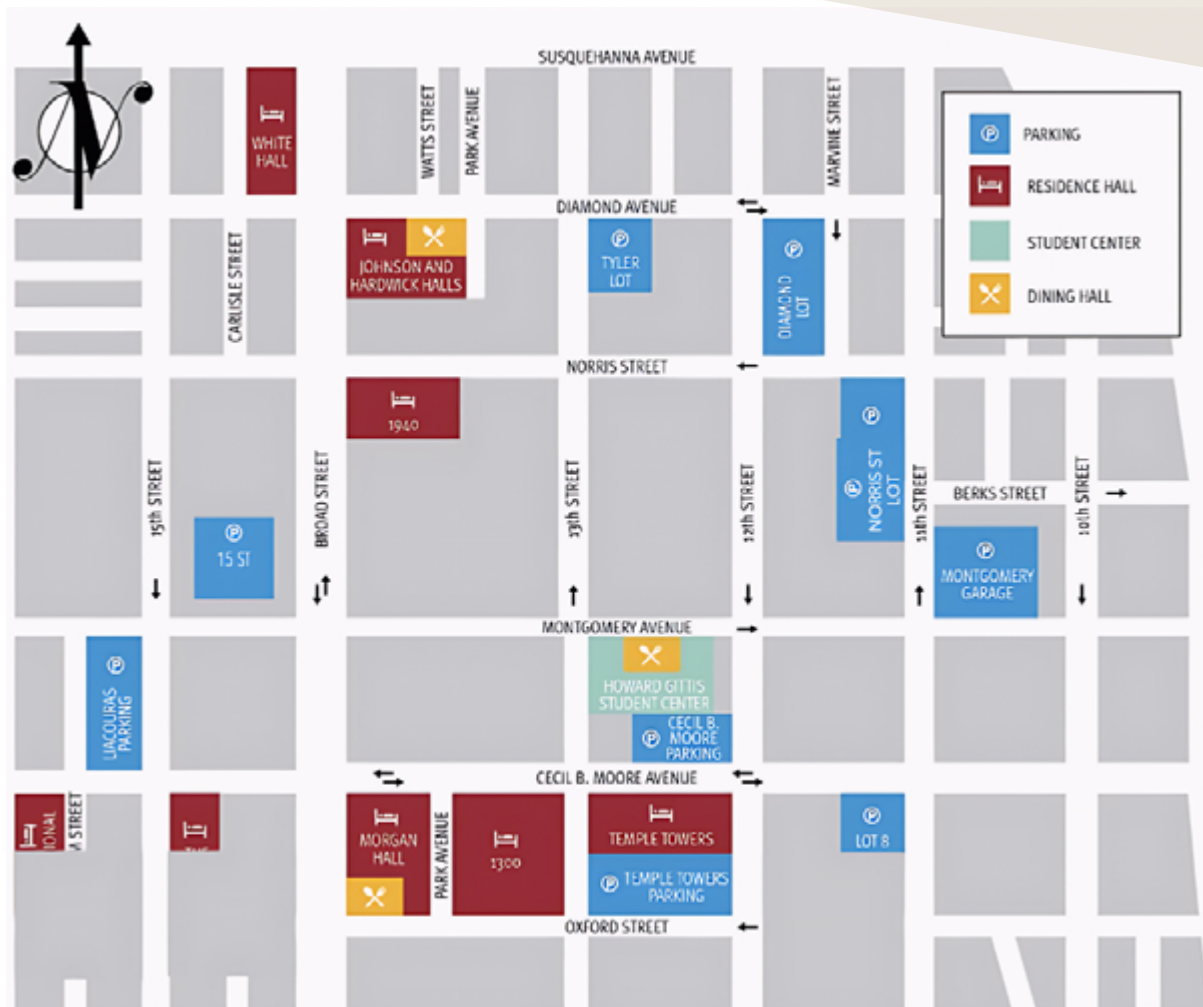 SUSQUEHANNA AVENUE
WHITE
HALL
WATTS STREET
PARK AVENUE
MARVINE STREET
PARKING
RESIDENCE HALL
STUDENT CENTER
DINING HALL
DIAMOND AVENUE
CARLISLE STREET
JOHNSON AND
HARDWICK HALLS
TYLER
LOT
DIAMOND
LOT
NORRIS STREET
1940
15th STREET
BROAD STREET
13th STREET
12th STREET
NORRIS ST
LOT
11th STREET
BERKS STREET
10th STREET
15 ST
MONTGOMERY
GARAGE
MONTGOMERY AVENUE
LIACOURAS
PARKING
HOWARD GITTIS
STUDENT CENTER
CECIL B.
MOORE
PARKING
CECIL B. MOORE AVENUE
IONAL
STREET
MORGAN
HALL
PARK AVENUE
1300
TEMPLE TOWERS
TEMPLE TOWERS
PARKING
LOT 8
OXFORD STREET